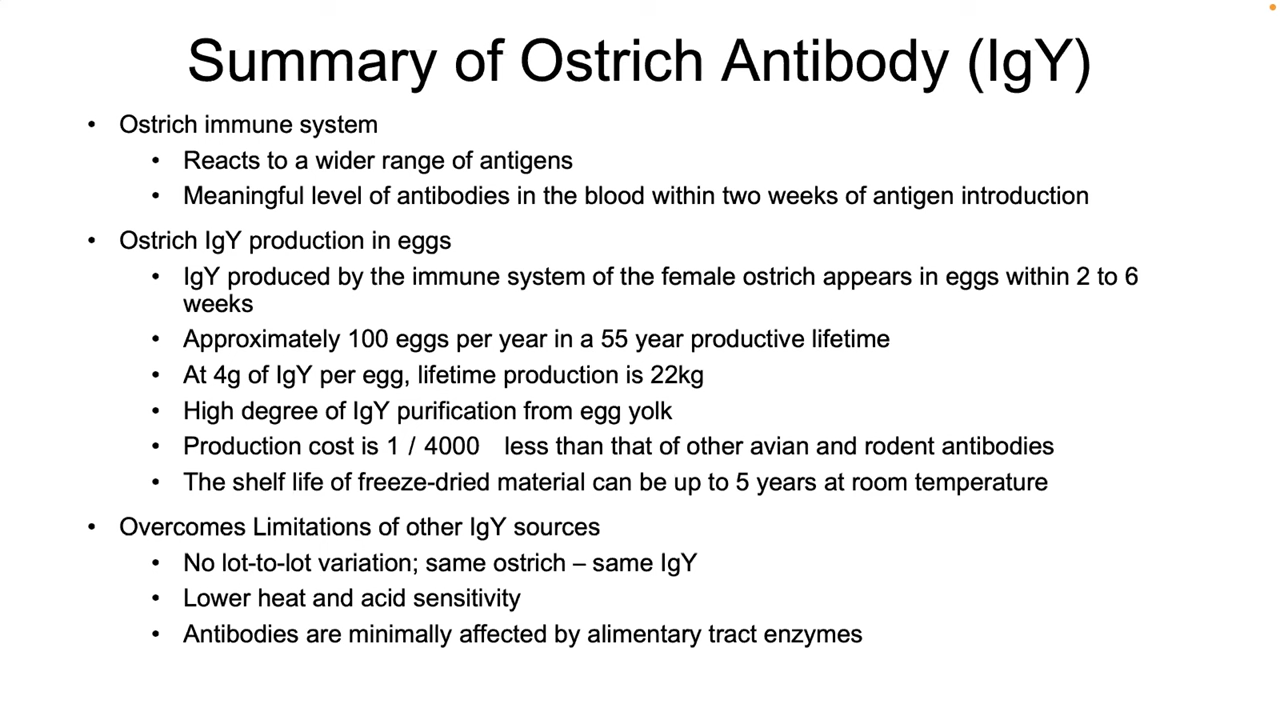 Summary of Ostrich Antibody (IgY)
• Ostrich immune system
• Reacts to a wider range of antigens
• Meaningful level of antibodies in the blood within two weeks of antigen introduction
• Ostrich IgY production in eggs
• IgY produced by the immune system of the female ostrich appears in eggs within 2 to 6
weeks
• Approximately 100 eggs per year in a 55 year productive lifetime
• At 4g of IgY per egg, lifetime production is 22kg
• High degree of IgY purification from egg yolk
• Production cost is 1 / 4000 less than that of other avian and rodent antibodies
• The shelf life of freeze-dried material can be up to 5 years at room temperature
• Overcomes Limitations of other IgY sources
• No lot-to-lot variation; same ostrich – same IgY
• Lower heat and acid sensitivity
• Antibodies are minimally affected by alimentary tract enzymes